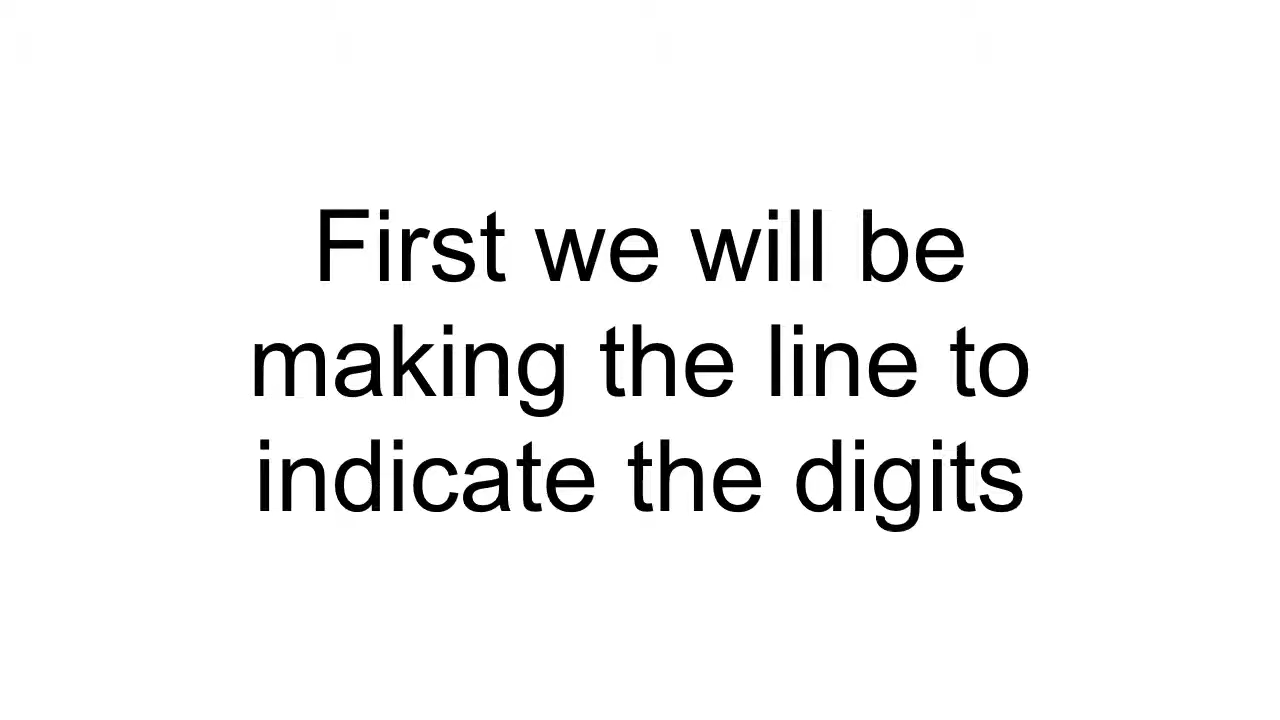 First we will be
making the line to
indicate the digits